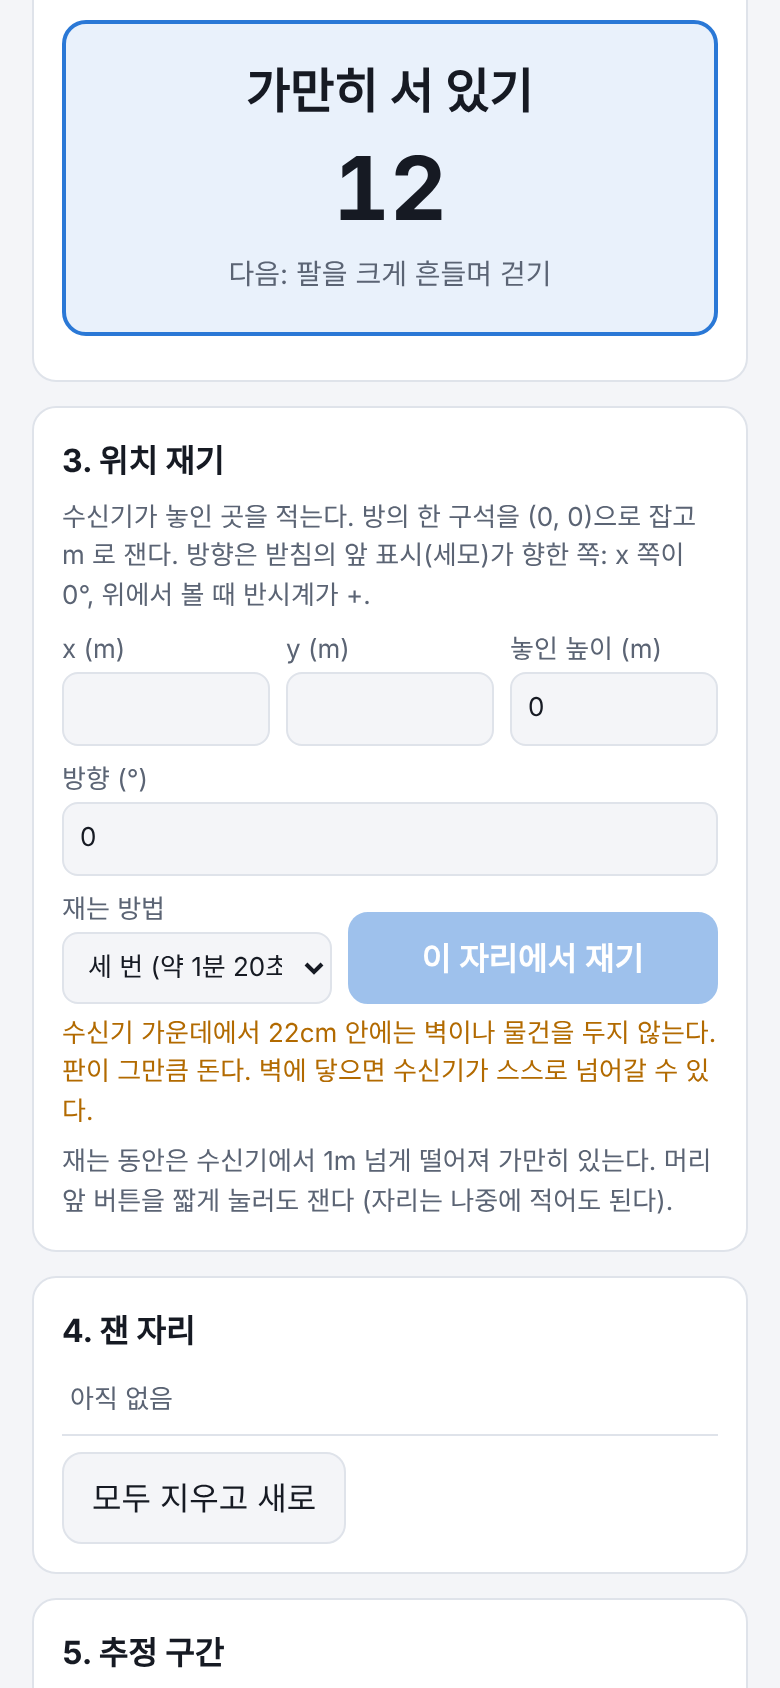 가만히 서 있기
12
다음: 팔을 크게 흔들며 걷기
3. 위치 재기
수신기가 놓인 곳을 적는다. 방의 한 구석을 (0, 0)으로 잡고
m 로 잰다. 방향은 받침의 앞 표시(세모)가 향한 쪽: x 쪽이
0°, 위에서 볼 때 반시계가 +.
x (m)
y (m)
놓인 높이 (m)
0
방향 (°)
0
재는 방법
세 번 (약 1분 20초
이 자리에서 재기
수신기 가운데에서 22cm 안에는 벽이나 물건을 두지 않는다.
판이 그만큼 돈다. 벽에 닿으면 수신기가 스스로 넘어갈 수 있
다.
재는 동안은 수신기에서 1m 넘게 떨어져 가만히 있는다. 머리
앞 버튼을 짧게 눌러도 잰다 (자리는 나중에 적어도 된다).
4. 잰 자리
아직 없음
모두 지우고 새로
5. 추정 구간